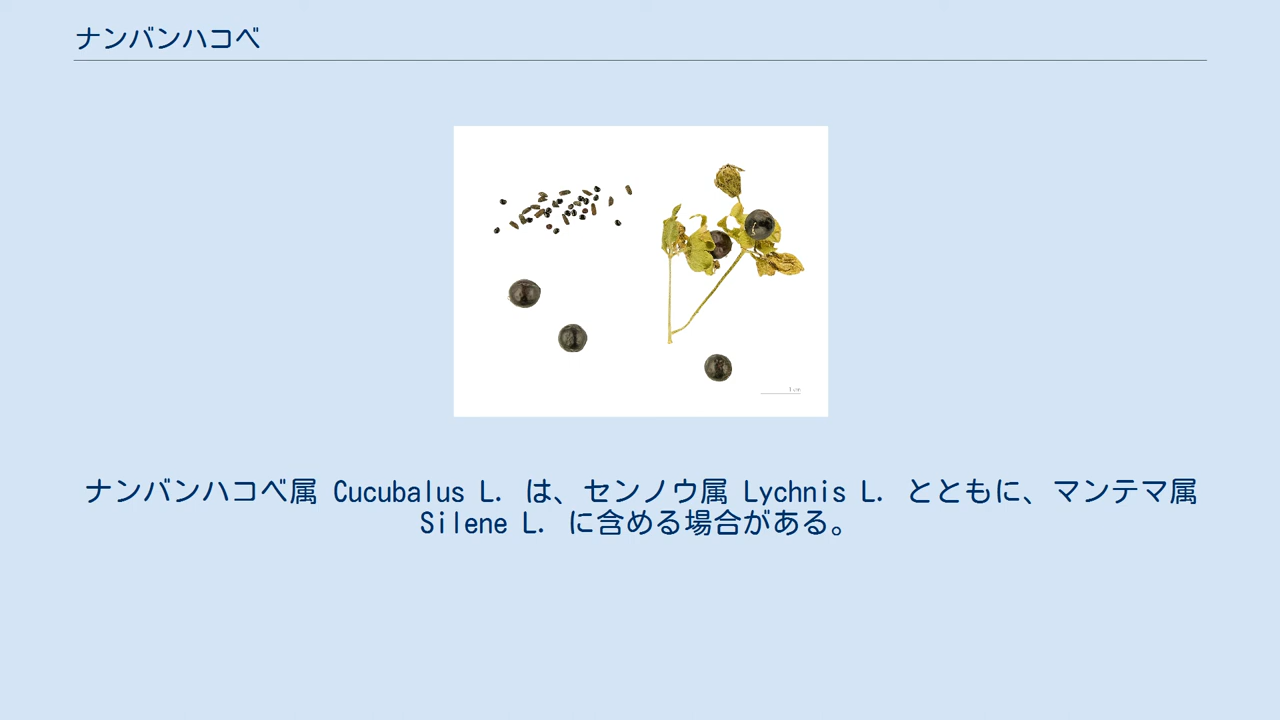 ナンバンハコベ
1 cm
ナンバンハコベ属 Cucubalus L. は、センノウ属 Lychnis L. とともに、マンテマ属
Silene L. に含める場合がある。